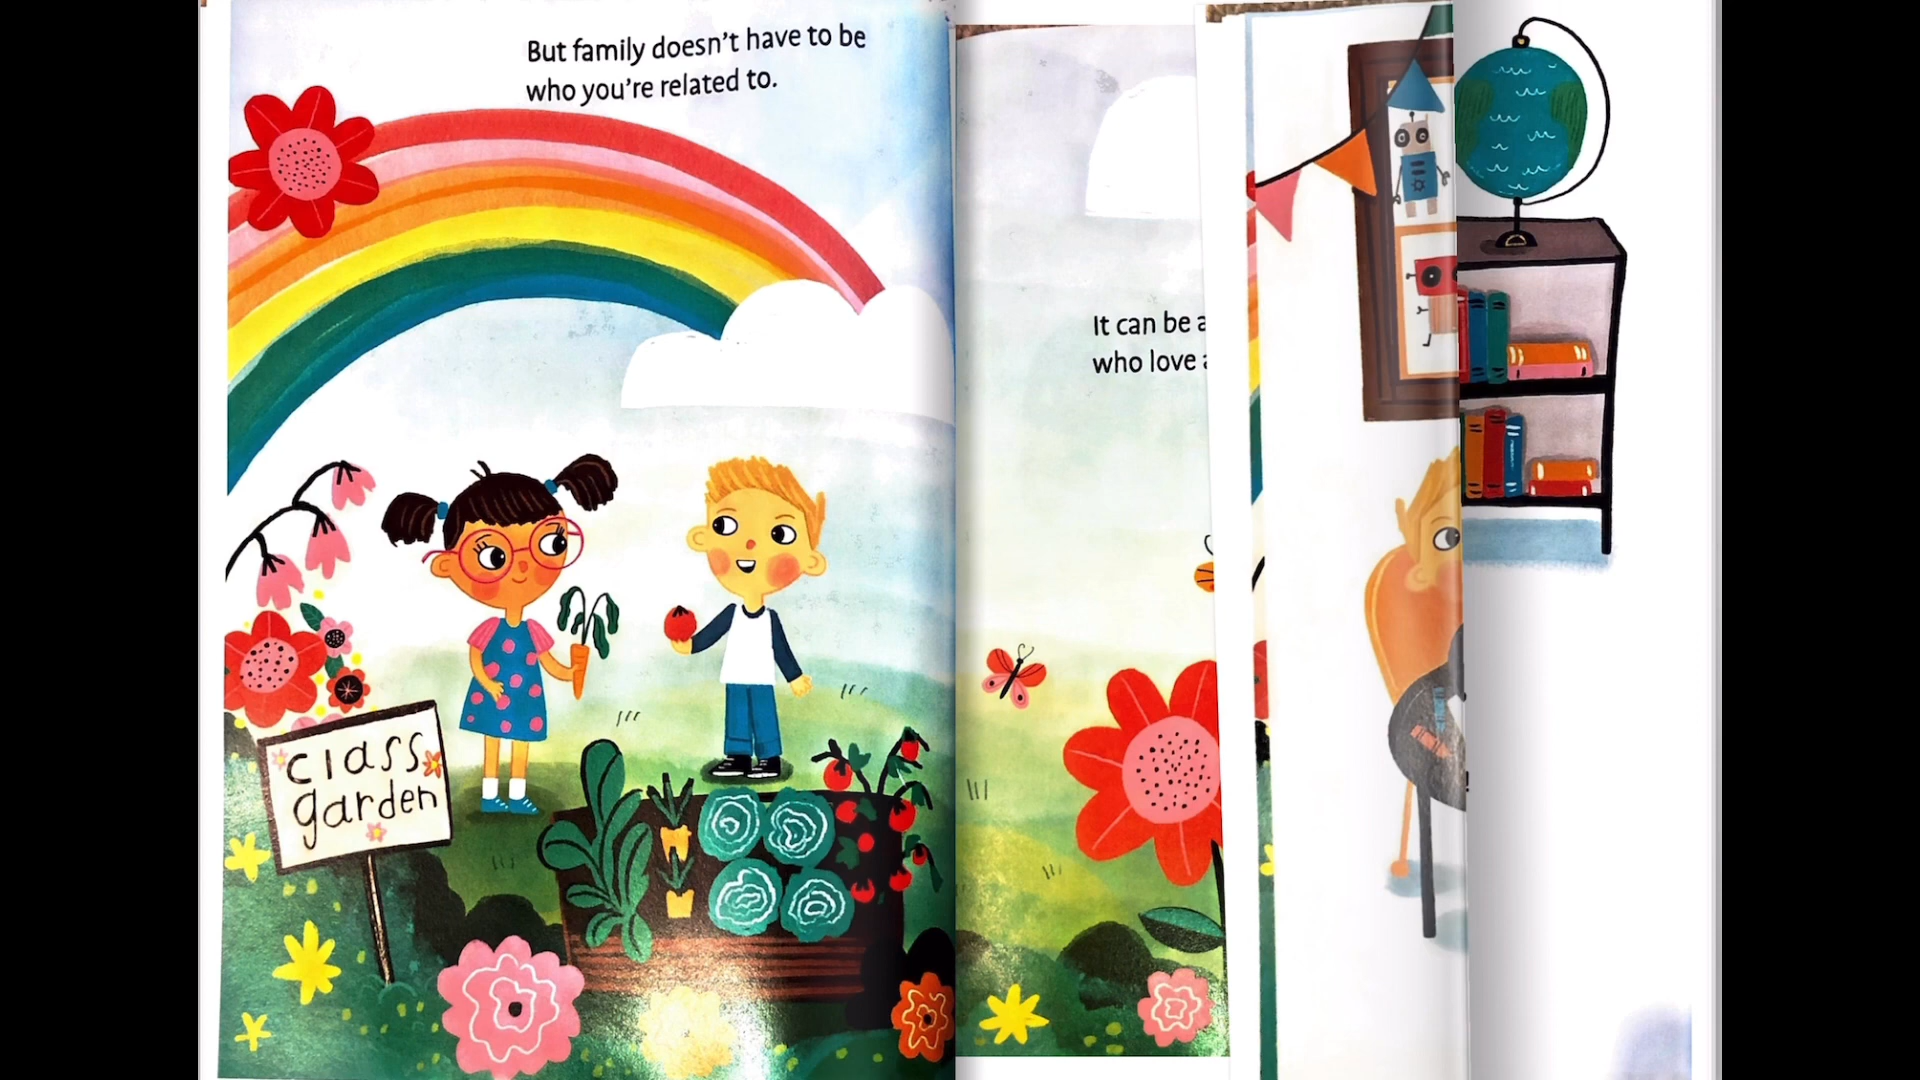 But family doesn't have to be
who you're related to.
It can be
who love
class
garden